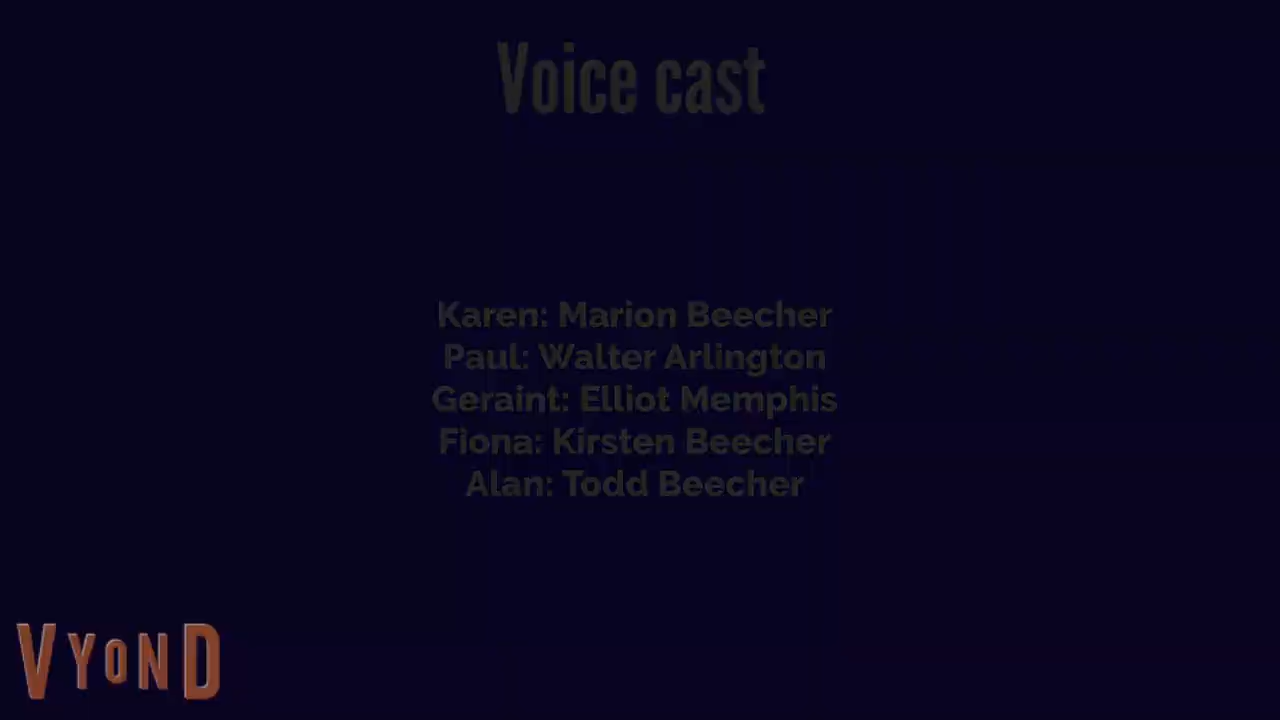 Voice cast
Karen: Marion Beecher
Paul: Walter Arlington
Geraint: Elliot Memphis
Fiona: Kirsten Beecher
Alan: Todd Beecher
VYOND